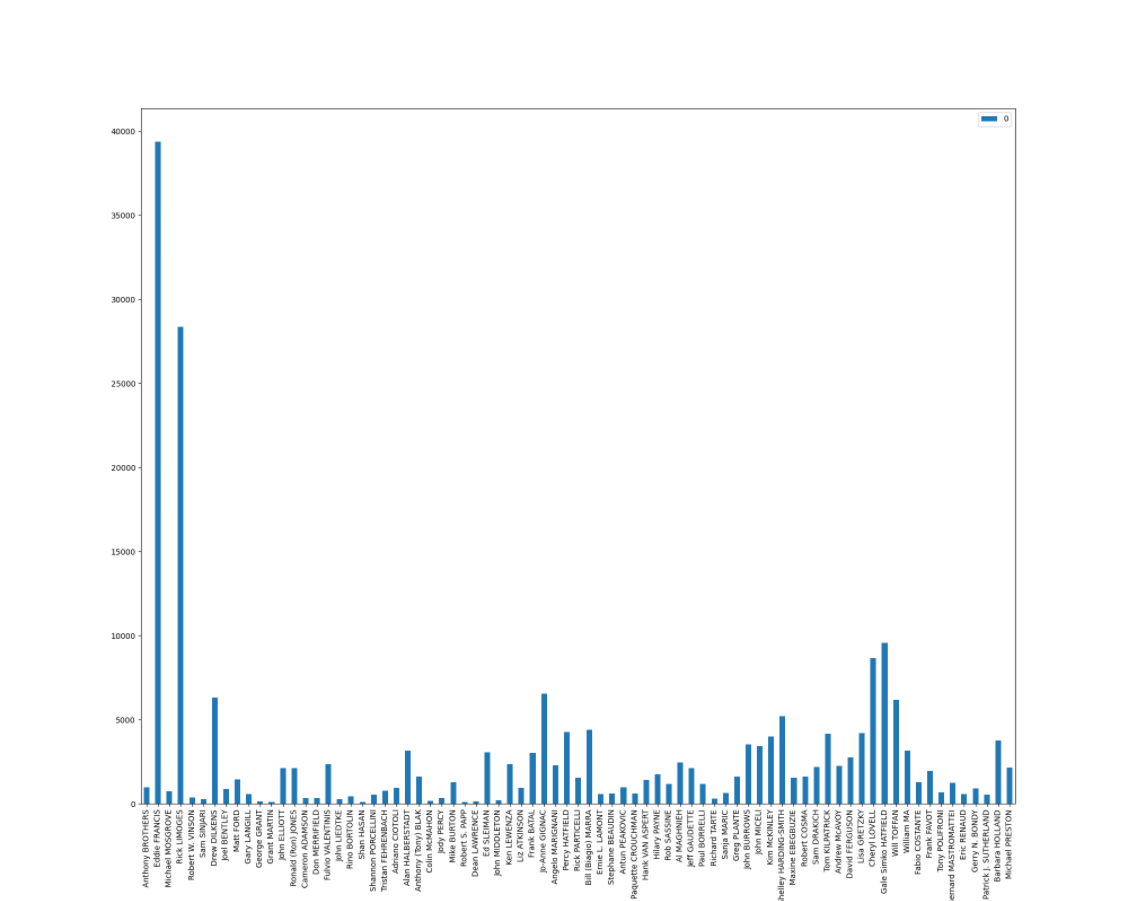 0
40000
35000
30000
25000
20000
15000
10000
5000
0
Anthony BROTHERS
Eddie FRANCIS
Michael MOSGROVE
Rick LIMOGES
Robert W. VINSON
Sam SINJARI
Drew DILKENS
Joel BENTLEY
Matt FORD
Gary LANGILL
George GRANT
Grant MARTIN
John ELLIOTT
Ronald (Ron) JONES
Cameron ADAMSON
Don MERRIFIELD
Fulvio VALENTINIS
John LIEDTKE
Rino BORTOLIN
Shan HASAN
Shannon PORCELLINI
Tristan FEHRENBACH
Adriano CIOTOLI
Alan HALBERSTADT
Anthony (Tony) BLAK
Colin McMAHON
Jody PERCY
Mike BURTON
Robert S. PAPP
Dean LAWRENCE
Ed SLEIMAN
John MIDDLETON
Ken LEWENZA
Liz ATKINSON
Frank BATAL
Jo-Anne GIGNAC
Angelo MARIGNANI
Percy HATFIELD
Rick PARTICELLI
Bill (Biagio) MARRA
Ernie L. LAMONT
Stephane BEAUDIN
Antun PEAKOVIC
Paquette CROUCHMAN
Hank VAN ASPERT
Hilary PAYNE
Rob SASSINE
Al MAGHNIEH
Jeff GAUDETTE
Paul BORRELLI
Richard TARTE
Sanja MARIC
Greg PLANTE
John BURROWS
John MICELI
Kim McKINLEY
helley HARDING-SMITH
Maxine EBEGBUZIE
Robert COSMA
Sam DRAKICH
Tom KILPATRICK
Andrew McAVOY
David FERGUSON
Lisa GRETZKY
Cheryl LOVELL
Gale Simko HATFIELD
Will TOFFAN
William MA
Fabio COSTANTE
Frank FAVOT
Tony POLIFRONI
ernard MASTROMATTEI
Eric RENAUD
Gerry N. BONDY
Patrick J. SUTHERLAND
Barbara HOLLAND
Michael PRESTON